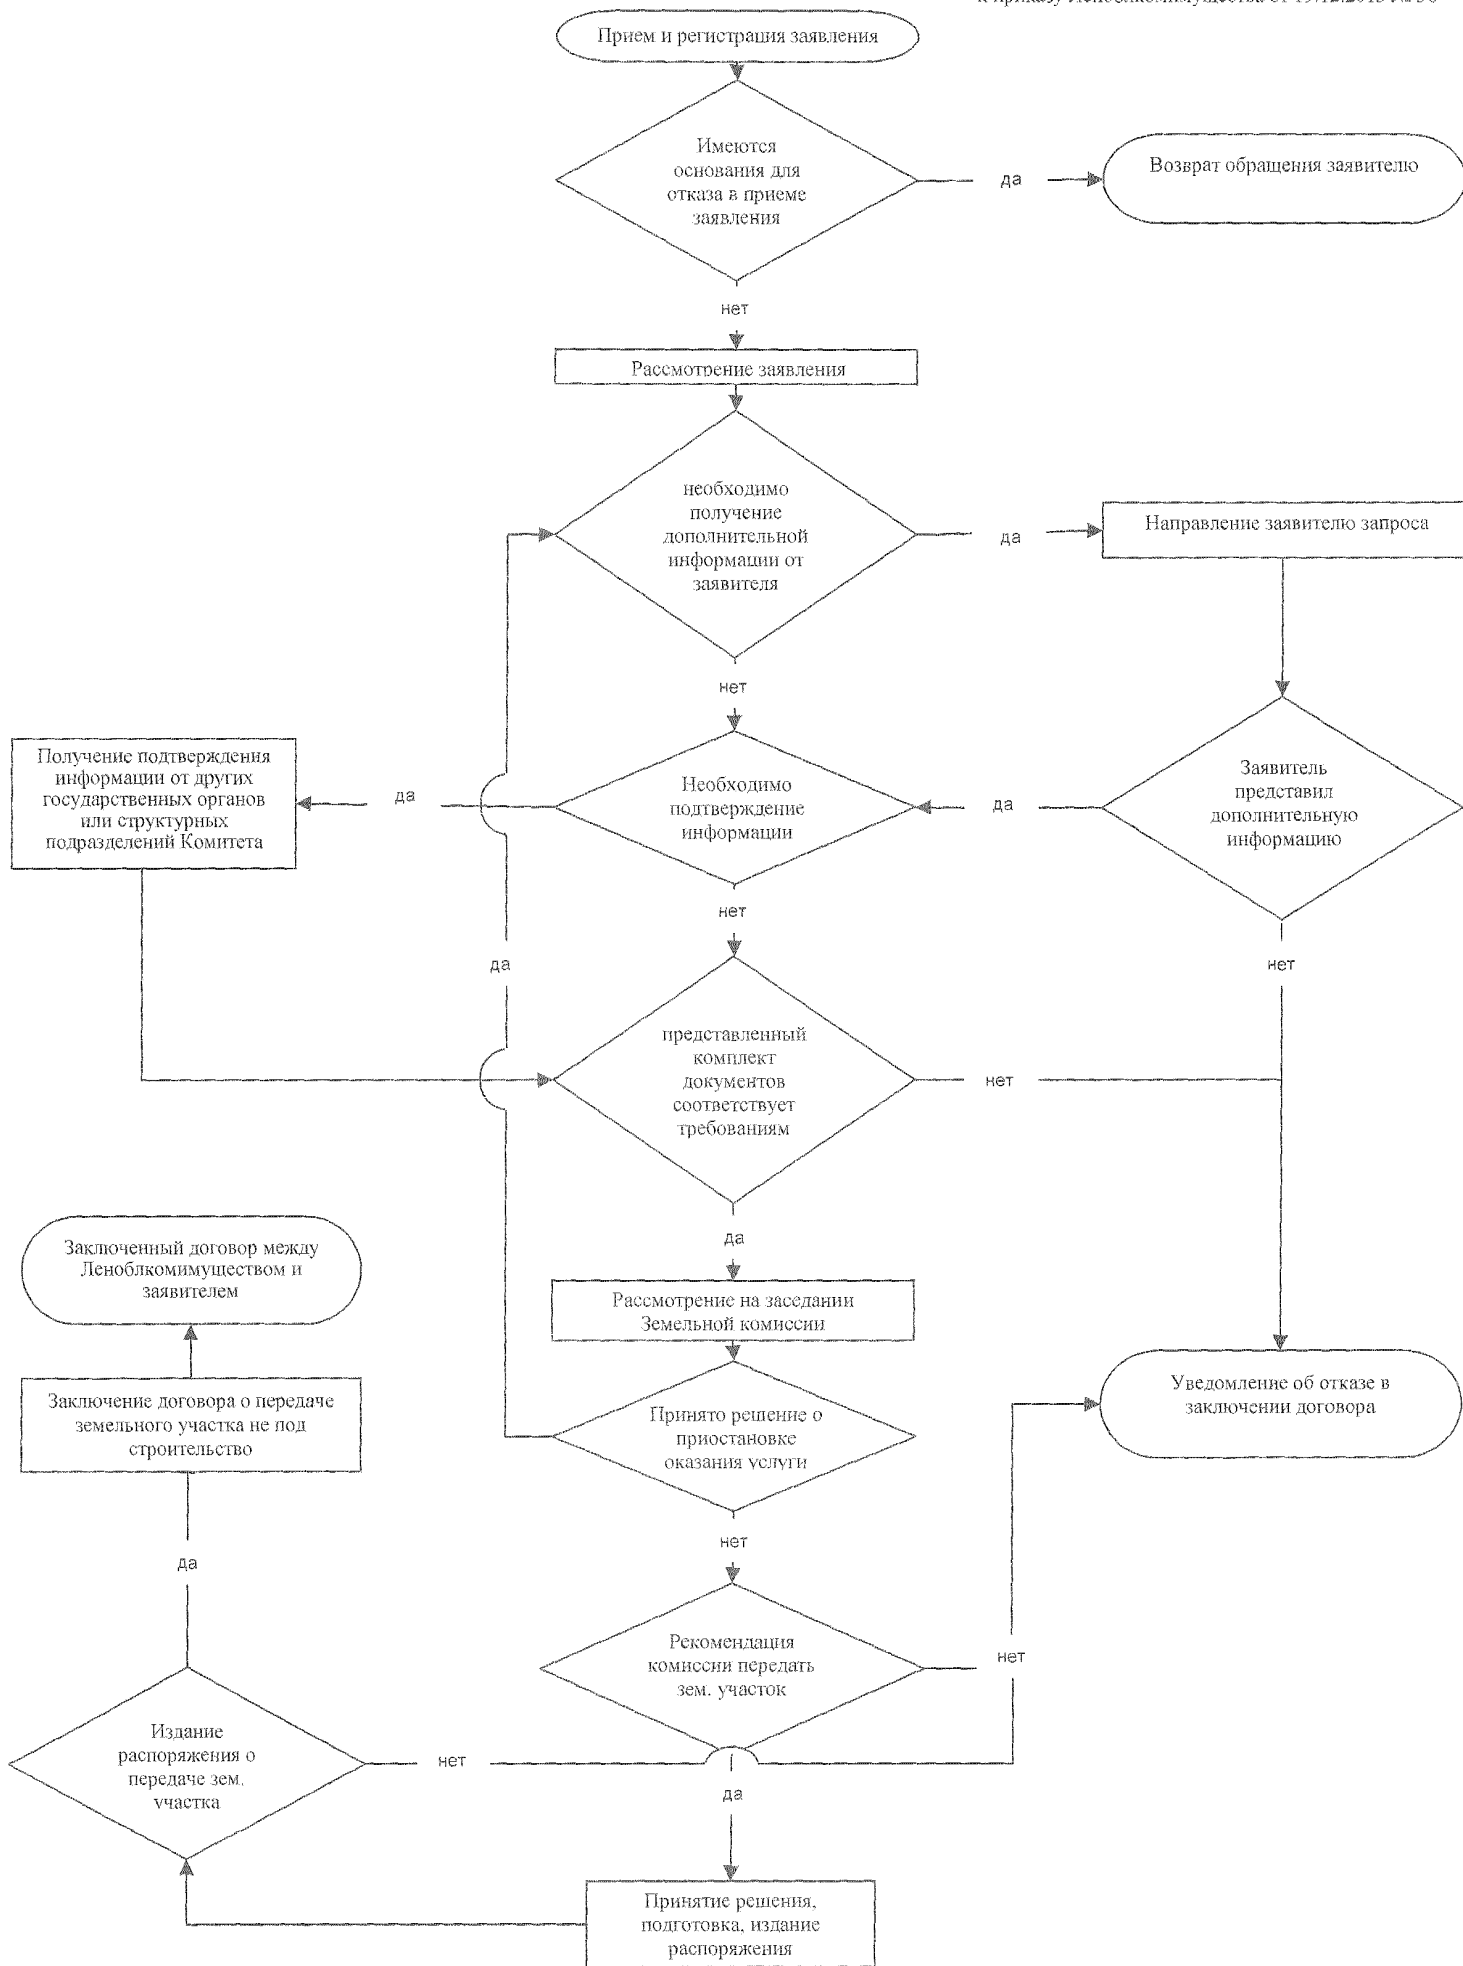 Прием и регистрация заявления
Имеются
основания для
отказа в приеме
заявления
да
Возврат обращения заявителю
нет
Рассмотрение заявления
необходимо
получение
дополнительной
информации от
заявителя
да
Направление заявителю запроса
нет
Получение подтверждения
информации от других
государственных органов
или структурных
подразделений Комитета
да
Необходимо
подтверждение
информации
да
Заявитель
представил
дополнительную
информацию
нет
да
нет
представленный
комплект
документов
соответствует
требованиям
нет
да
Заключенный договор между
Леноблкомимуществом и
заявителем
Рассмотрение на заседании
Земельной комиссии
Заключение договора о передаче
земельного участка не под
строительство
Принято решение о
приостановке
оказания услуги
Уведомление об отказе в
заключении договора
нет
да
Рекомендация
комиссии передать
зем. участок
нет
Издание
распоряжения о
передаче зем.
участка
нет
да
Принятие решения,
подготовка, издание
распоряжения